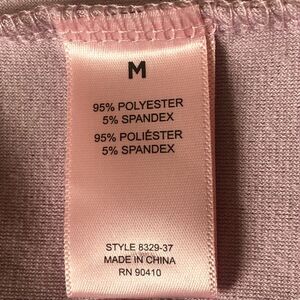 M
95% POLYESTER
5% SPANDEX
95% POLIÉSTER
5% SPANDEX
STYLE 8329-37
MADE IN CHINA
RN 90410